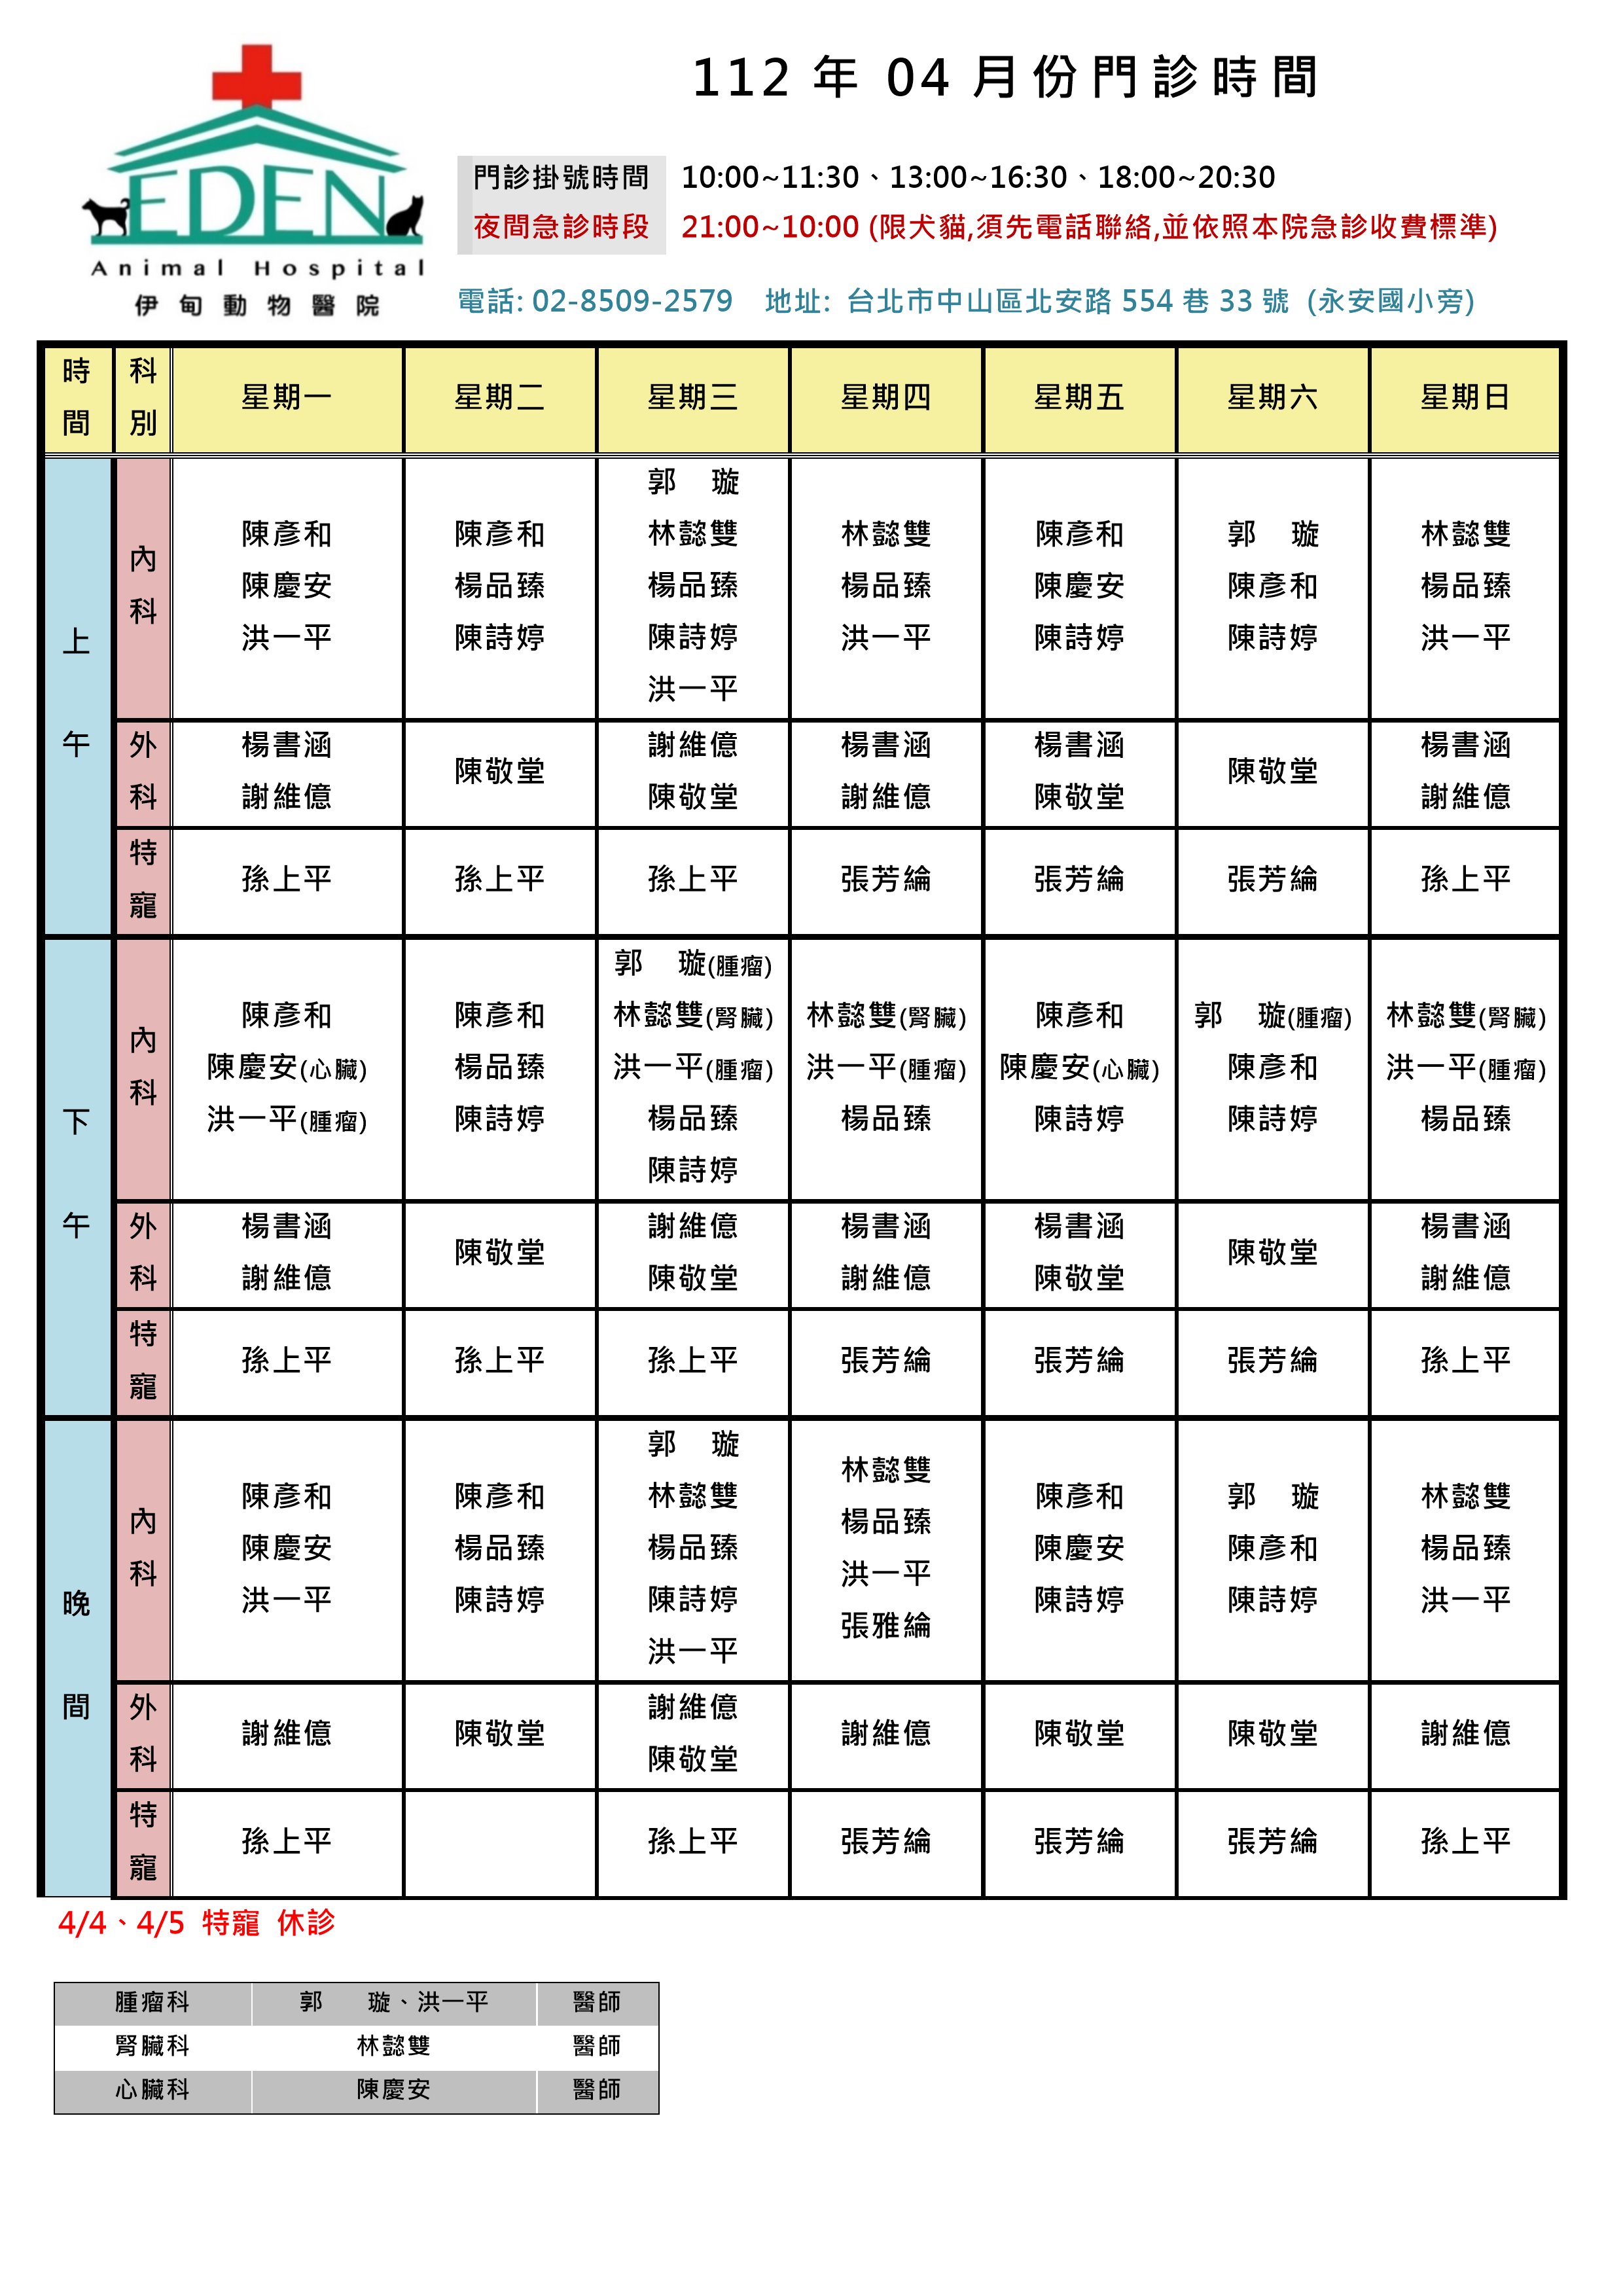 112 年 04 月份門診時間
EDEN
Animal Hospital
伊甸動物醫院
門診掛號時間 10:00~11:30、13:00~16:30、18:00~20:30
夜間急診時段 21:00~10:00 (限犬貓,須先電話聯絡,並依照本院急診收費標準)
電話: 02-8509-2579 地址: 台北市中山區北安路 554 巷 33 號 (永安國小旁)
時間 科別 星期一 星期二 星期三 星期四 星期五 星期六 星期日
上午
內科
陳彥和
陳慶安
洪一平
陳彥和
楊品臻
陳詩婷
郭 璇
林懿雙
楊品臻
陳詩婷
洪一平
林懿雙
楊品臻
洪一平
陳彥和
陳慶安
陳詩婷
郭 璇
陳彥和
陳詩婷
林懿雙
楊品臻
洪一平
外科
楊書涵
謝維億
陳敬堂
謝維億
陳敬堂
楊書涵
謝維億
楊書涵
陳敬堂
陳敬堂
楊書涵
謝維億
特寵
孫上平
孫上平
孫上平
張芳綸
張芳綸
張芳綸
孫上平
下午
內科
陳彥和
陳慶安(心臟)
洪一平(腫瘤)
陳彥和
楊品臻
陳詩婷
郭 璇(腫瘤)
林懿雙(腎臟)
洪一平(腫瘤)
楊品臻
陳詩婷
林懿雙(腎臟)
洪一平(腫瘤)
楊品臻
陳彥和
陳慶安(心臟)
陳詩婷
郭 璇(腫瘤)
陳彥和
陳詩婷
林懿雙(腎臟)
洪一平(腫瘤)
楊品臻
外科
楊書涵
謝維億
陳敬堂
謝維億
陳敬堂
楊書涵
謝維億
楊書涵
陳敬堂
陳敬堂
楊書涵
謝維億
特寵
孫上平
孫上平
孫上平
張芳綸
張芳綸
張芳綸
孫上平
晚間
內科
陳彥和
陳慶安
洪一平
陳彥和
楊品臻
陳詩婷
郭 璇
林懿雙
楊品臻
陳詩婷
洪一平
林懿雙
楊品臻
洪一平
張雅綸
陳彥和
陳慶安
陳詩婷
郭 璇
陳彥和
陳詩婷
林懿雙
楊品臻
洪一平
外科
謝維億
陳敬堂
謝維億
陳敬堂
謝維億
陳敬堂
陳敬堂
謝維億
特寵
孫上平
孫上平
張芳綸
張芳綸
張芳綸
孫上平
4/4、4/5 特寵 休診
腫瘤科 郭 璇、洪一平 醫師
腎臟科 林懿雙 醫師
心臟科 陳慶安 醫師